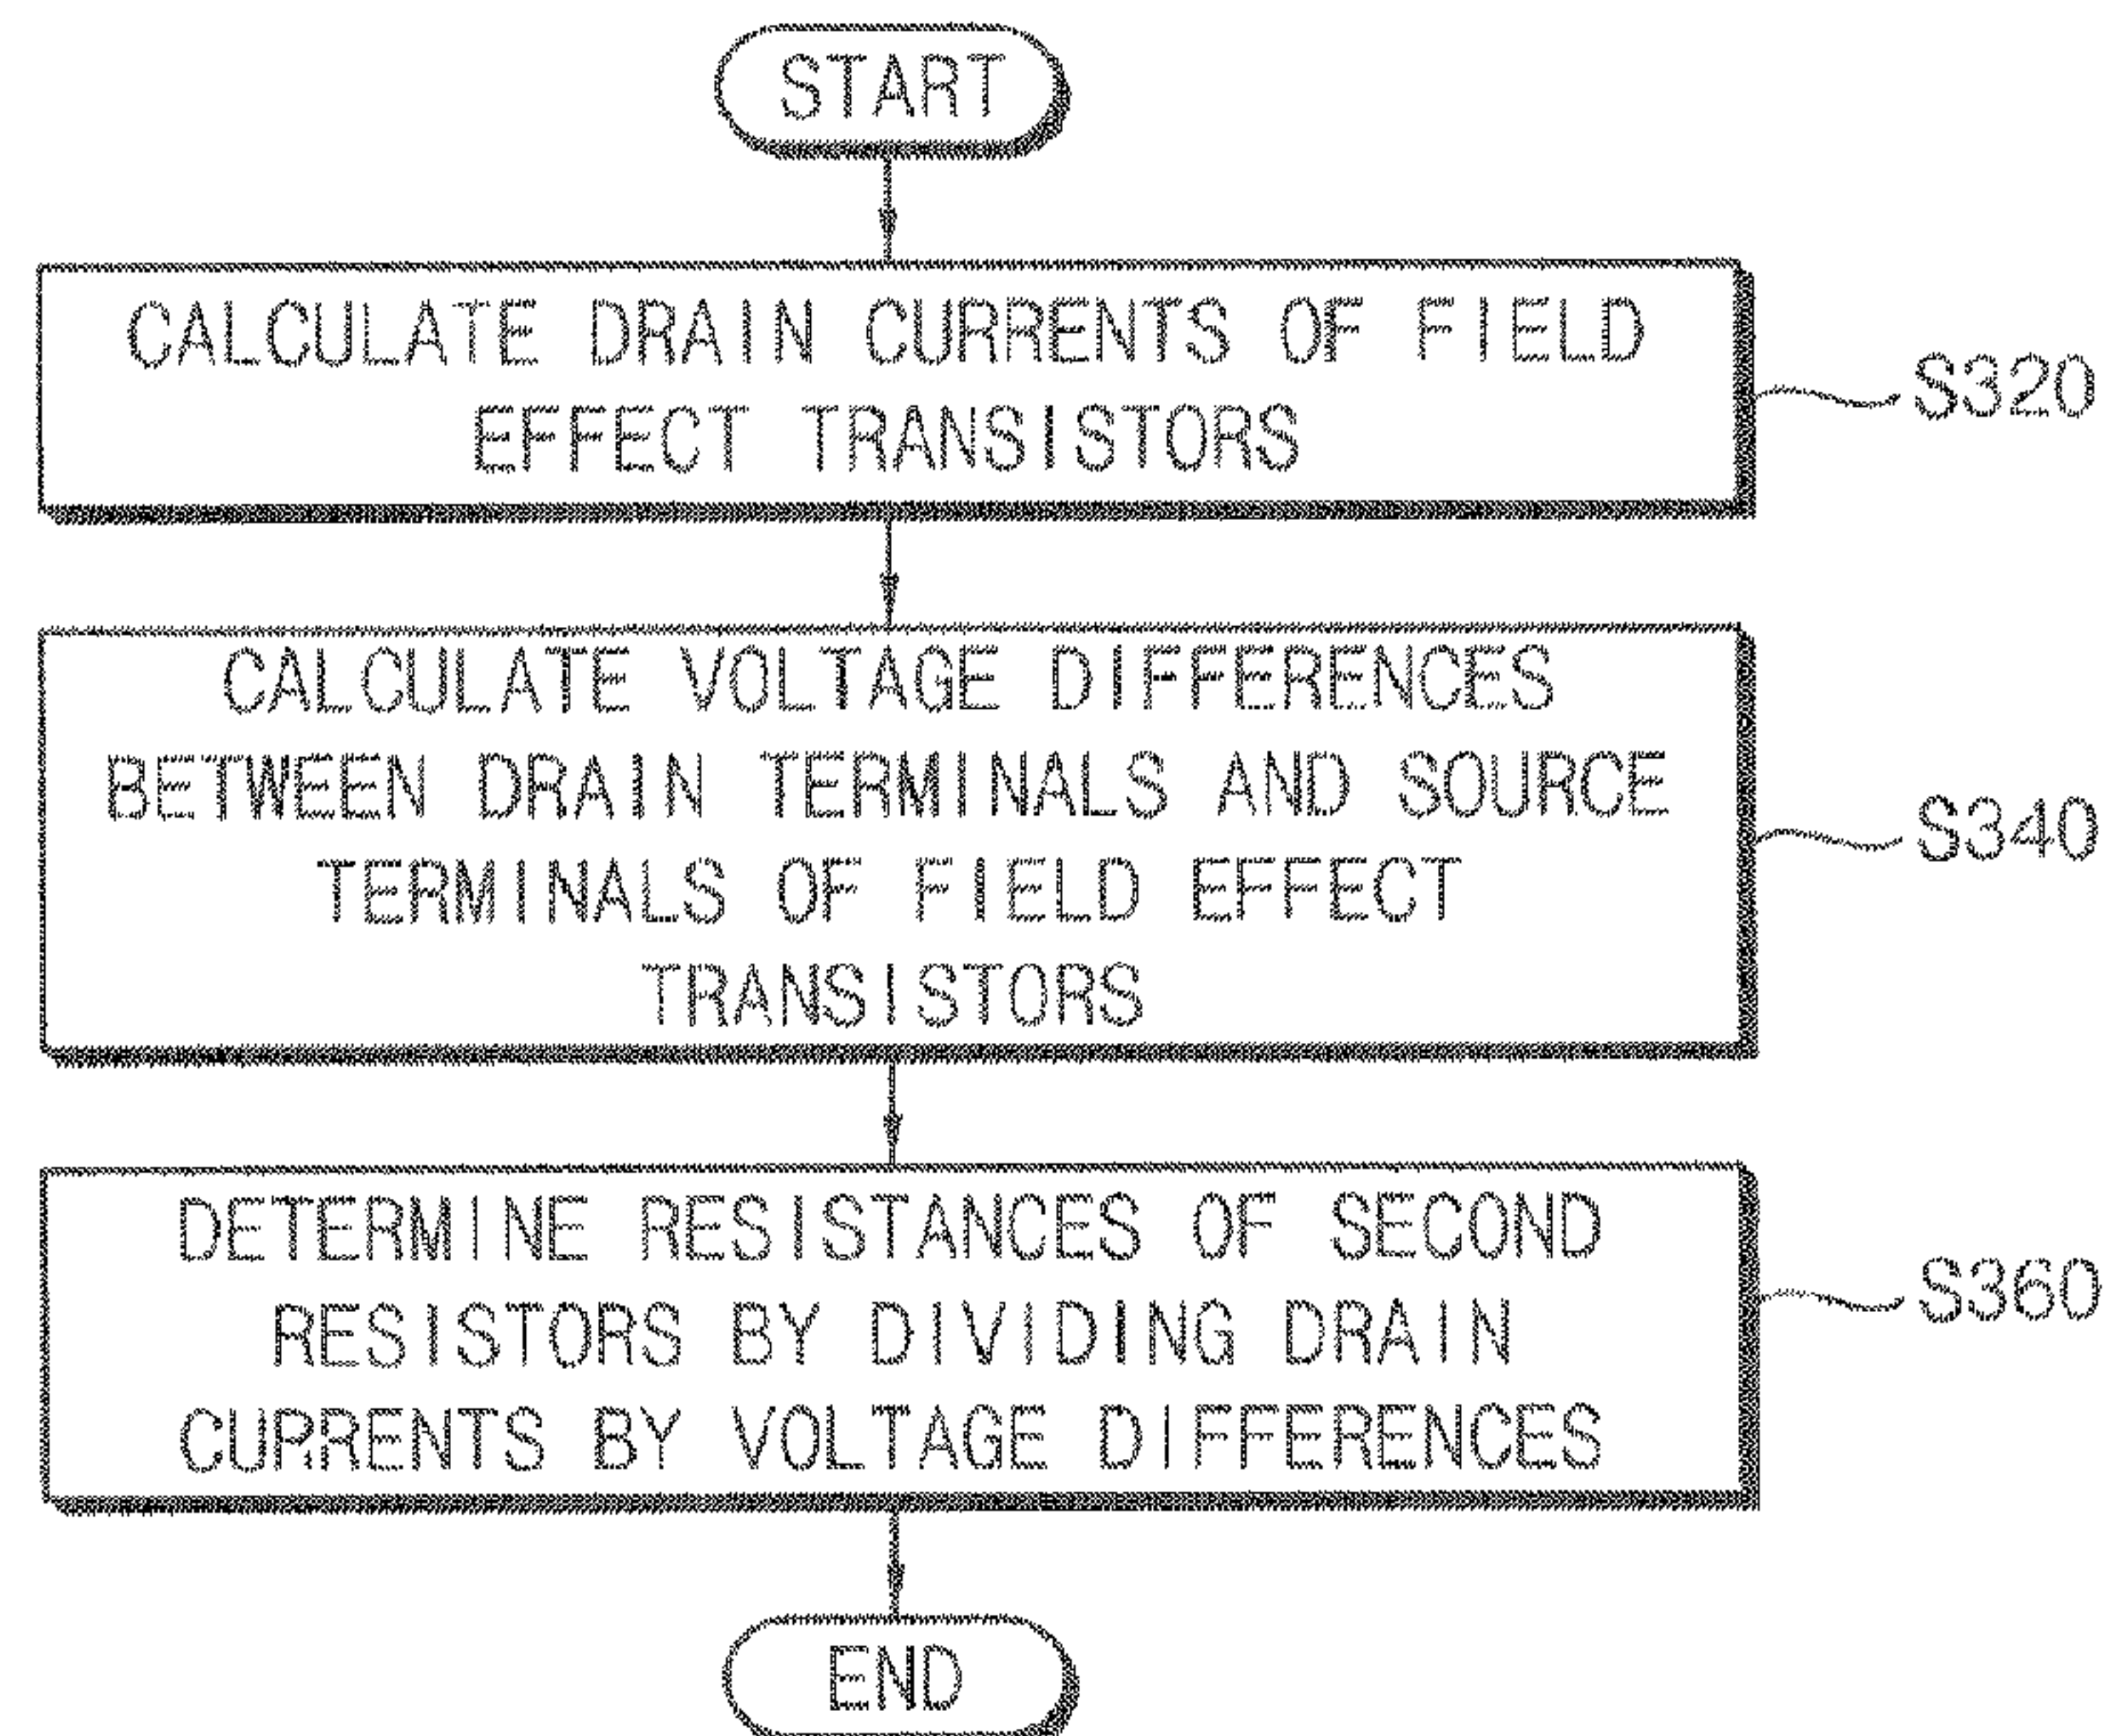 START
CALCULATE DRAIN CURRENTS OF FIELD
EFFECT TRANSISTORS
S320
CALCULATE VOLTAGE DIFFERENCES
BETWEEN DRAIN TERMINALS AND SOURCE
TERMINALS OF FIELD EFFECT
TRANSISTORS
S340
DETERMINE RESISTANCES OF SECOND
RESISTORS BY DIVIDING DRAIN
CURRENTS BY VOLTAGE DIFFERENCES
S360
END